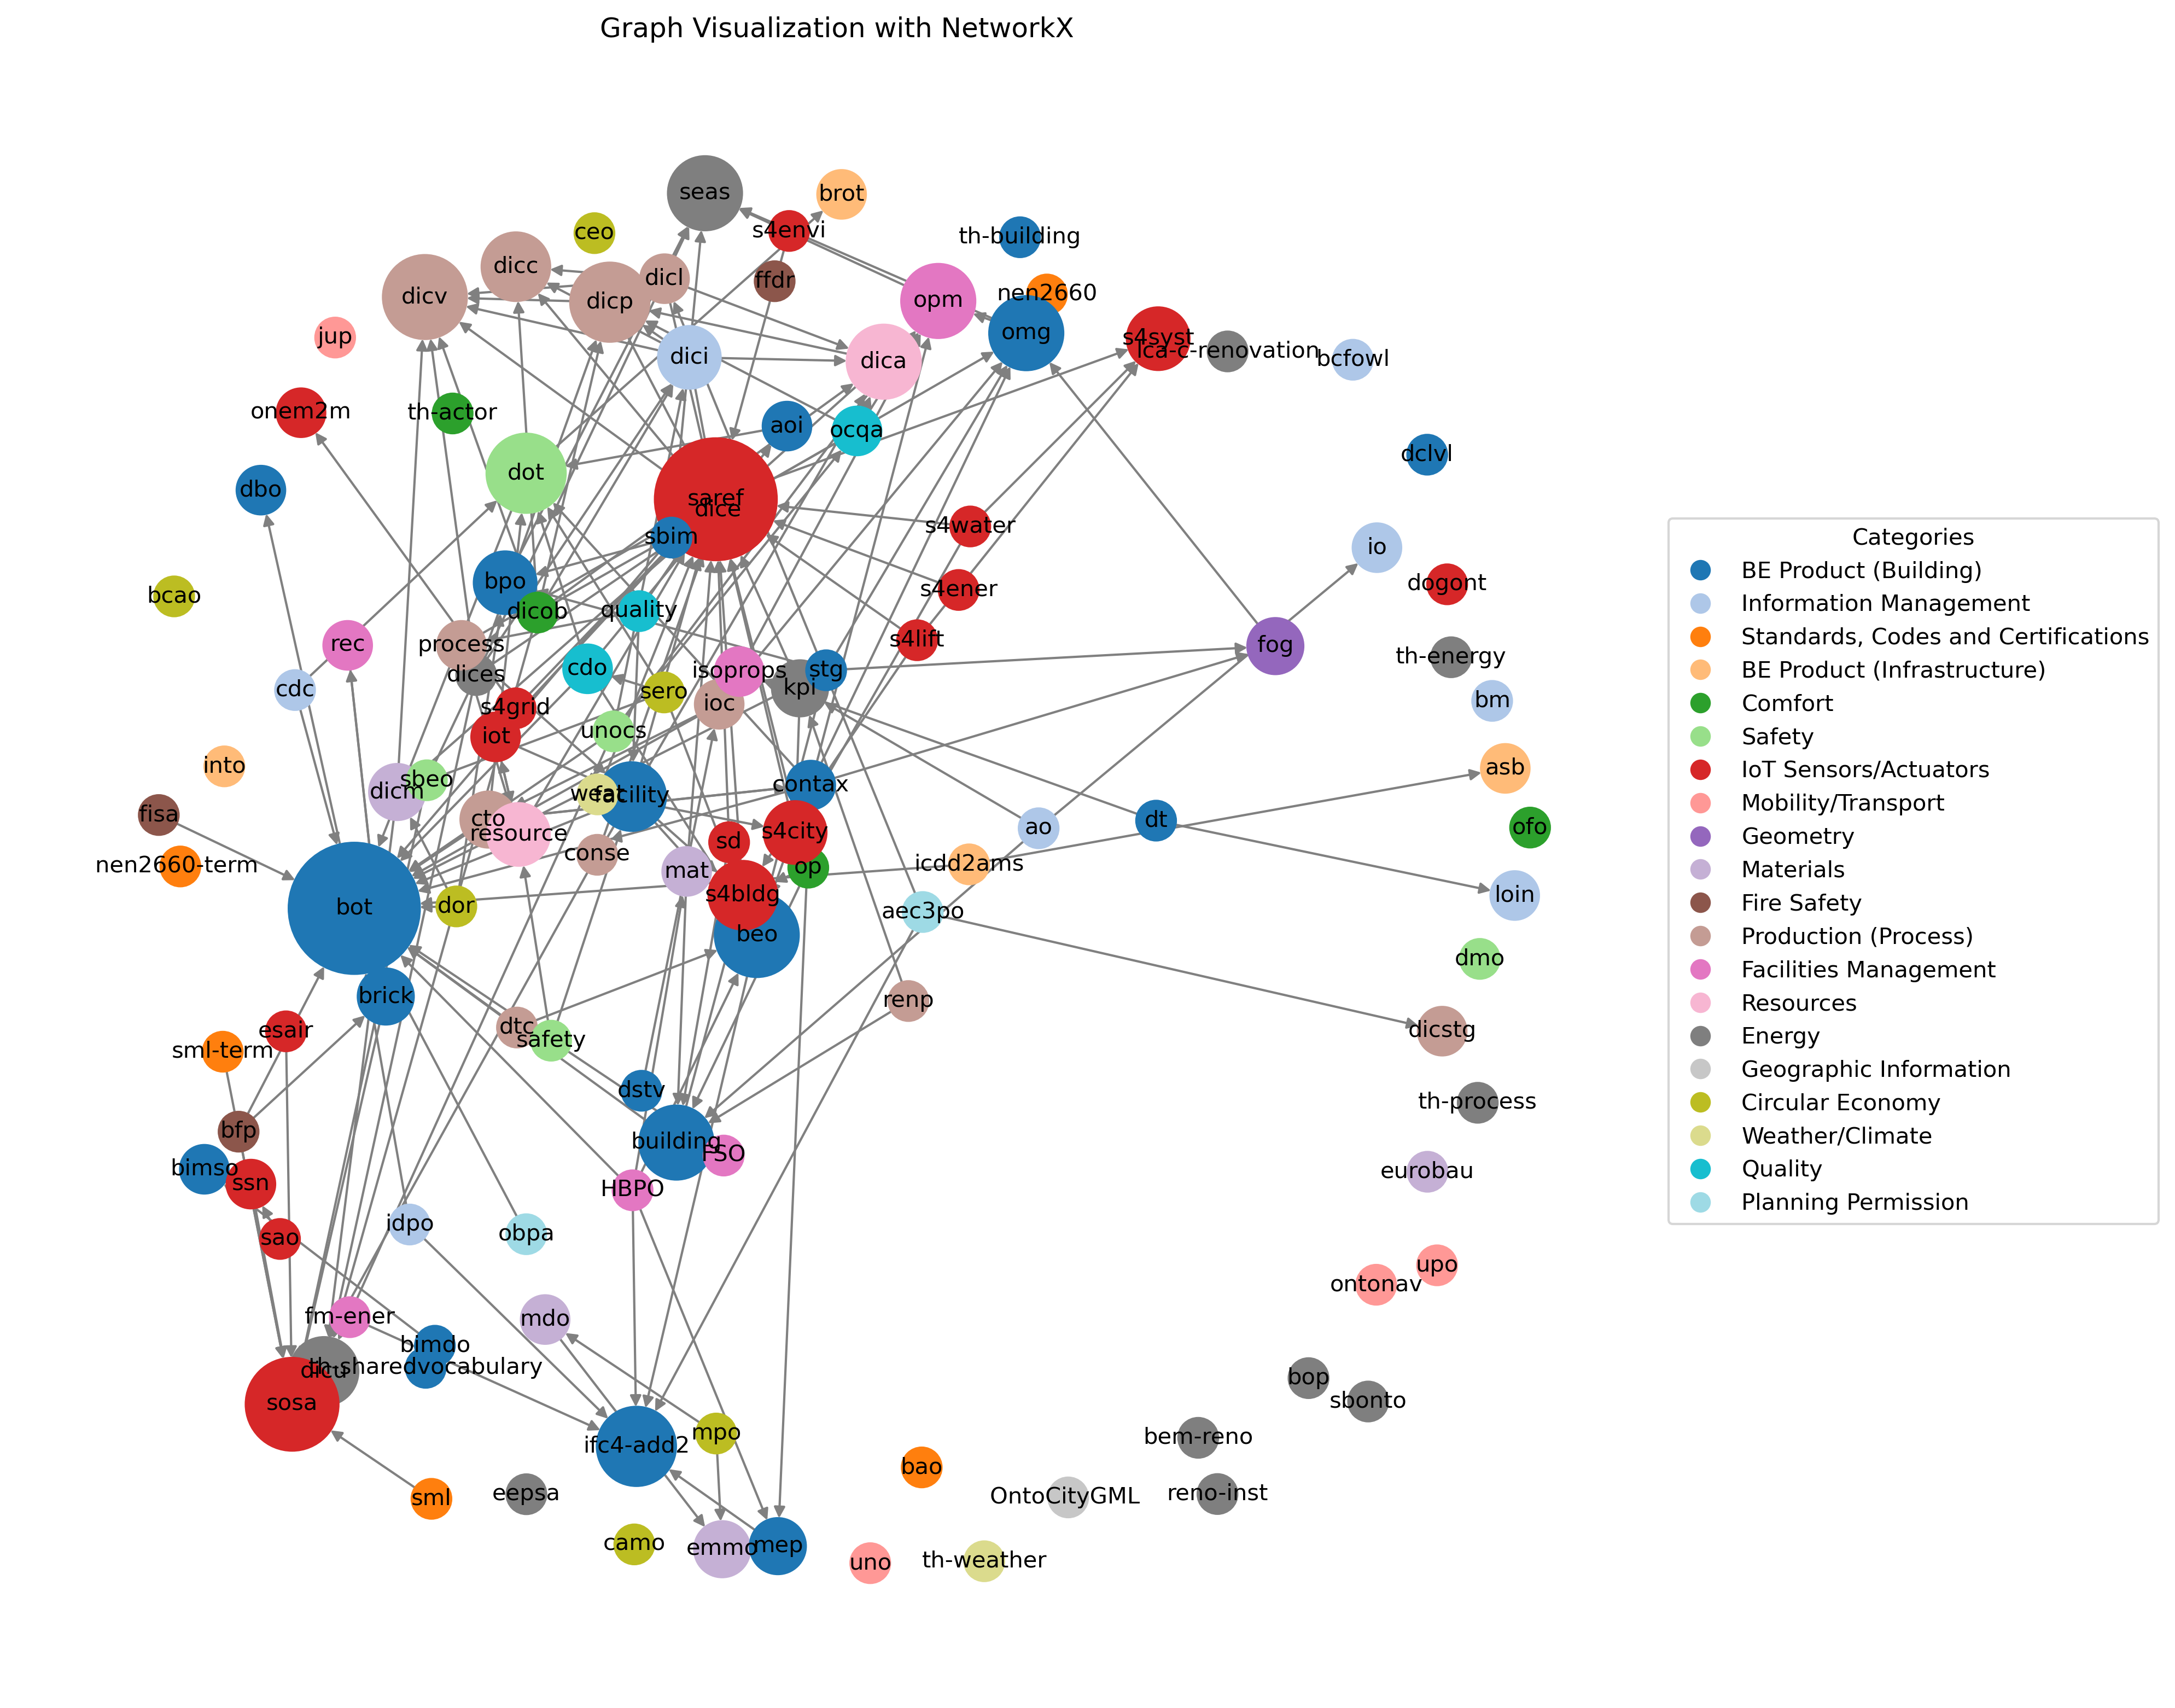 Graph Visualization with NetworkX
seas
brot
s4envi
ceo
th-building
dicc
dicl
ffdr
dicv
dicp
opm
nen2660
omg
jup
s4syst
lca-c-renovation
dici
dica
bcfowl
onem2m
th-actor
aoi
ocqa
dclvl
dot
dbo
saref
dice
s4water
sbim
io
bpo
dogont
s4ener
bcao
dicob
quality
s4lift
rec
process
fog
th-energy
dices
cdo
isoprops
stg
cdc
sero
kpi
bm
s4grid
ioc
iot
unocs
into
asb
sbeo
dicm
weat
facility
contax
fisa
cto
resource
s4city
ao
dt
ofo
sd
conse
nen2660-term
mat
op
icdd2ams
s4bldg
loin
bot
dor
aec3po
beo
dmo
brick
renp
esair
dtc
safety
dicstg
sml-term
dstv
th-process
bfp
building
FSO
bimso
ssn
HBPO
eurobau
idpo
sao
obpa
upo
ontonav
fm-ener
mdo
bimdo
th-sharedvocabulary
dicu
bop
sosa
sbonto
mpo
ifc4-add2
bem-reno
bao
sml
eepsa
OntoCityGML
reno-inst
camo
emmo
mep
uno
th-weather
Categories
BE Product (Building)
Information Management
Standards, Codes and Certifications
BE Product (Infrastructure)
Comfort
Safety
IoT Sensors/Actuators
Mobility/Transport
Geometry
Materials
Fire Safety
Production (Process)
Facilities Management
Resources
Energy
Geographic Information
Circular Economy
Weather/Climate
Quality
Planning Permission